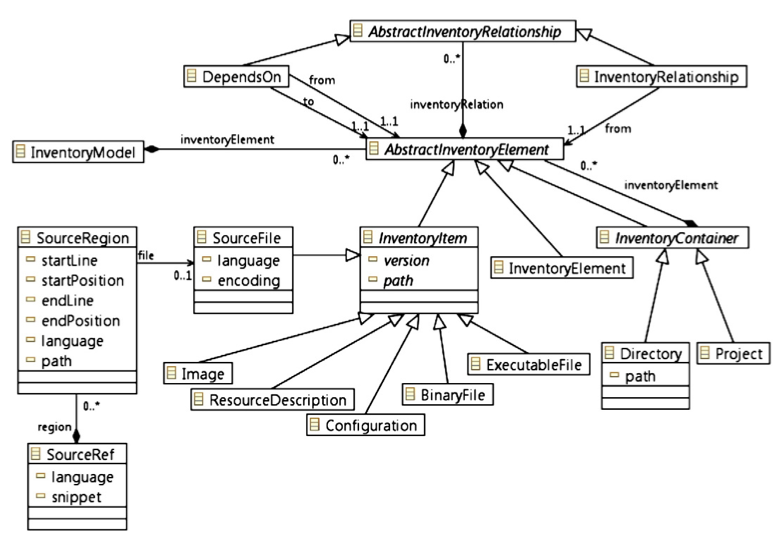 AbstractInventoryRelationship
DependsOn
from
to
0..*
inventoryRelation
InventoryRelationship
1..1
1..1
1..1
from
InventoryModel
inventoryElement
0..*
AbstractInventoryElement
0..*
inventoryElement
SourceRegion
startLine
startPosition
endLine
endPosition
language
path
file
0..1
SourceFile
language
encoding
InventoryItem
version
path
InventoryElement
InventoryContainer
Image
ResourceDescription
Configuration
BinaryFile
ExecutableFile
Directory
path
Project
0..*
region
SourceRef
language
snippet